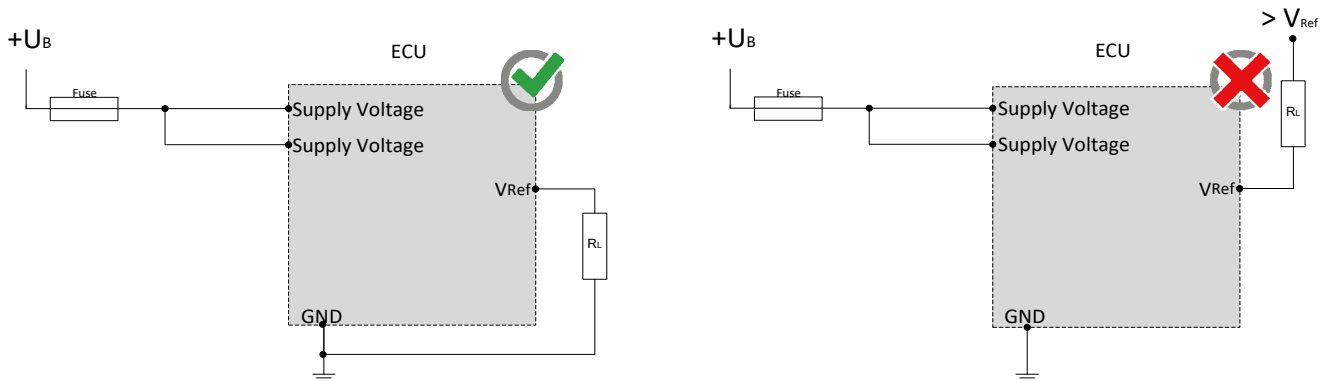 +UB
ECU
Fuse
Supply Voltage
Supply Voltage
VRef
RL
GND
> VRef
+UB
ECU
Fuse
Supply Voltage
Supply Voltage
RL
VRef
GND